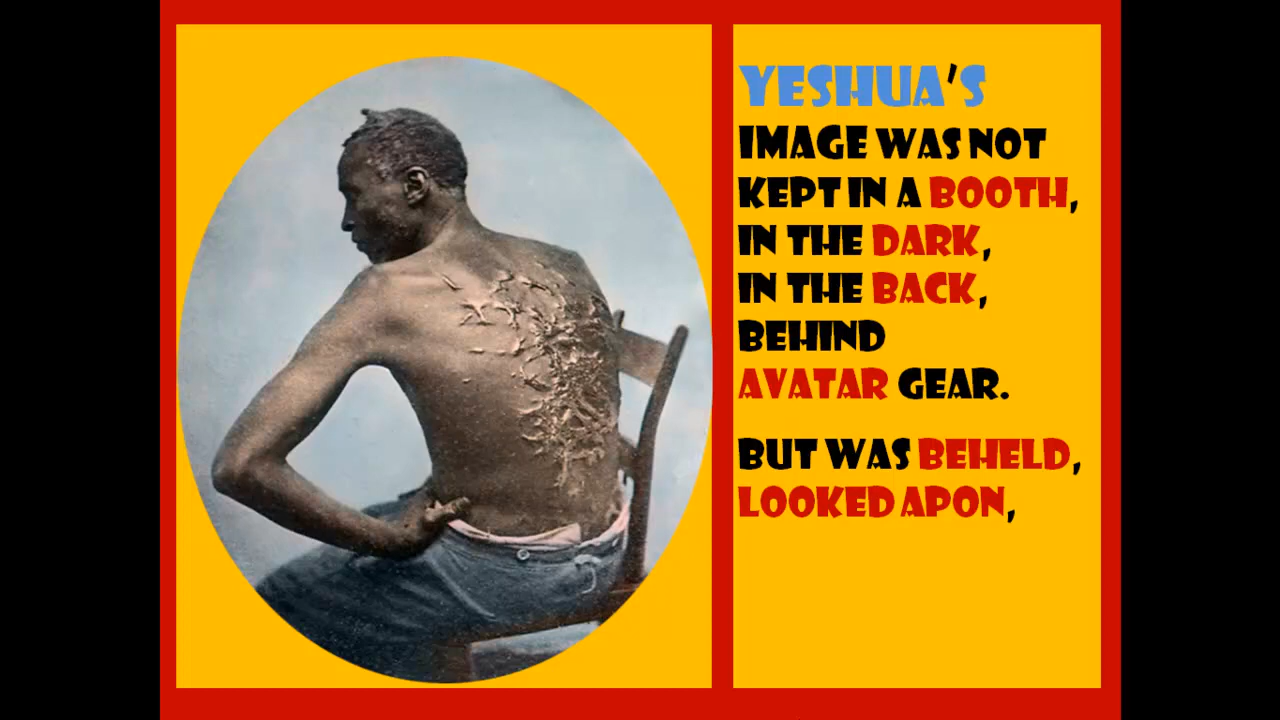 YESHUA'S
IMAGE WAS NOT
KEPT IN A BOOTH,
IN THE DARK,
IN THE BACK,
BEHIND
AVATAR GEAR.
BUT WAS BEHELD,
LOOKED APON,